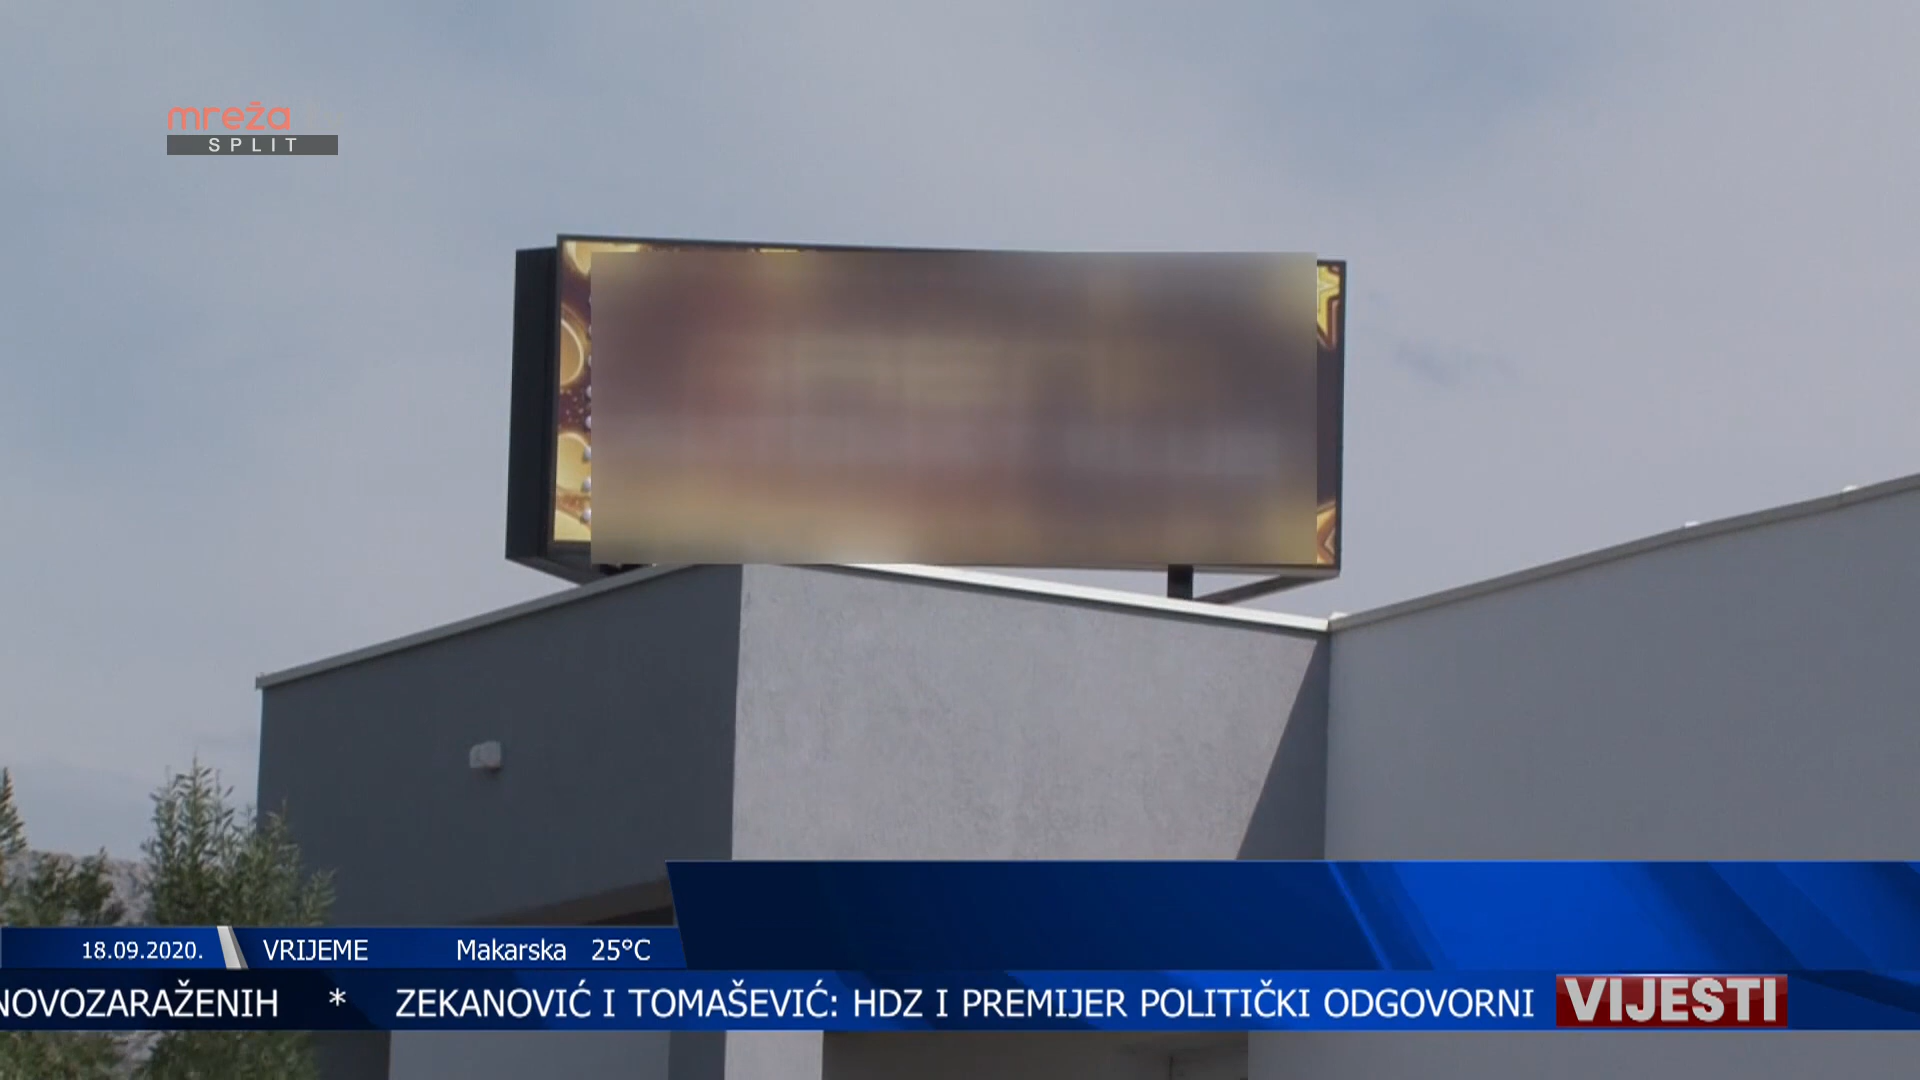 mreža
SPLIT
18.09.2020.
VRIJEME
Makarska 25°C
NOVOZARAŽENIH * ZEKANOVIĆ I TOMAŠEVIĆ: HDZ I PREMIJER POLITIČKI ODGOVORNI
VIJESTI